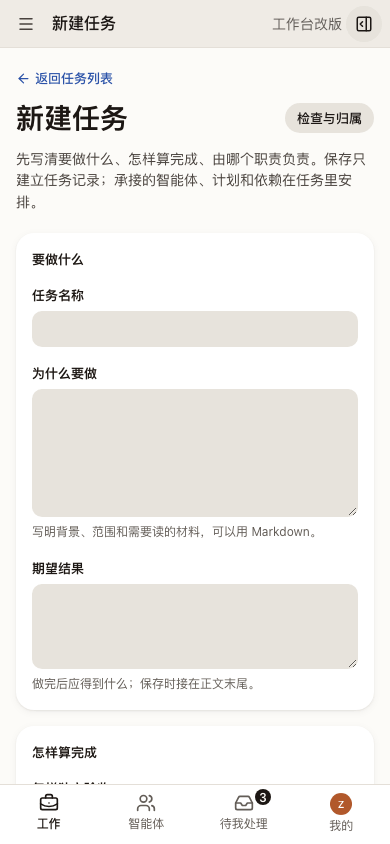 新建任务
工作台改版
返回任务列表
新建任务
检查与归属
先写清要做什么、怎样算完成、由哪个职责负责。保存只
建立任务记录；承接的智能体、计划和依赖在任务里安
排。
要做什么
任务名称
为什么要做
写明背景、范围和需要读的材料，可以用 Markdown。
期望结果
做完后应得到什么；保存时接在正文末尾。
怎样算完成
工作
智能体
3
待我处理
Z
我的